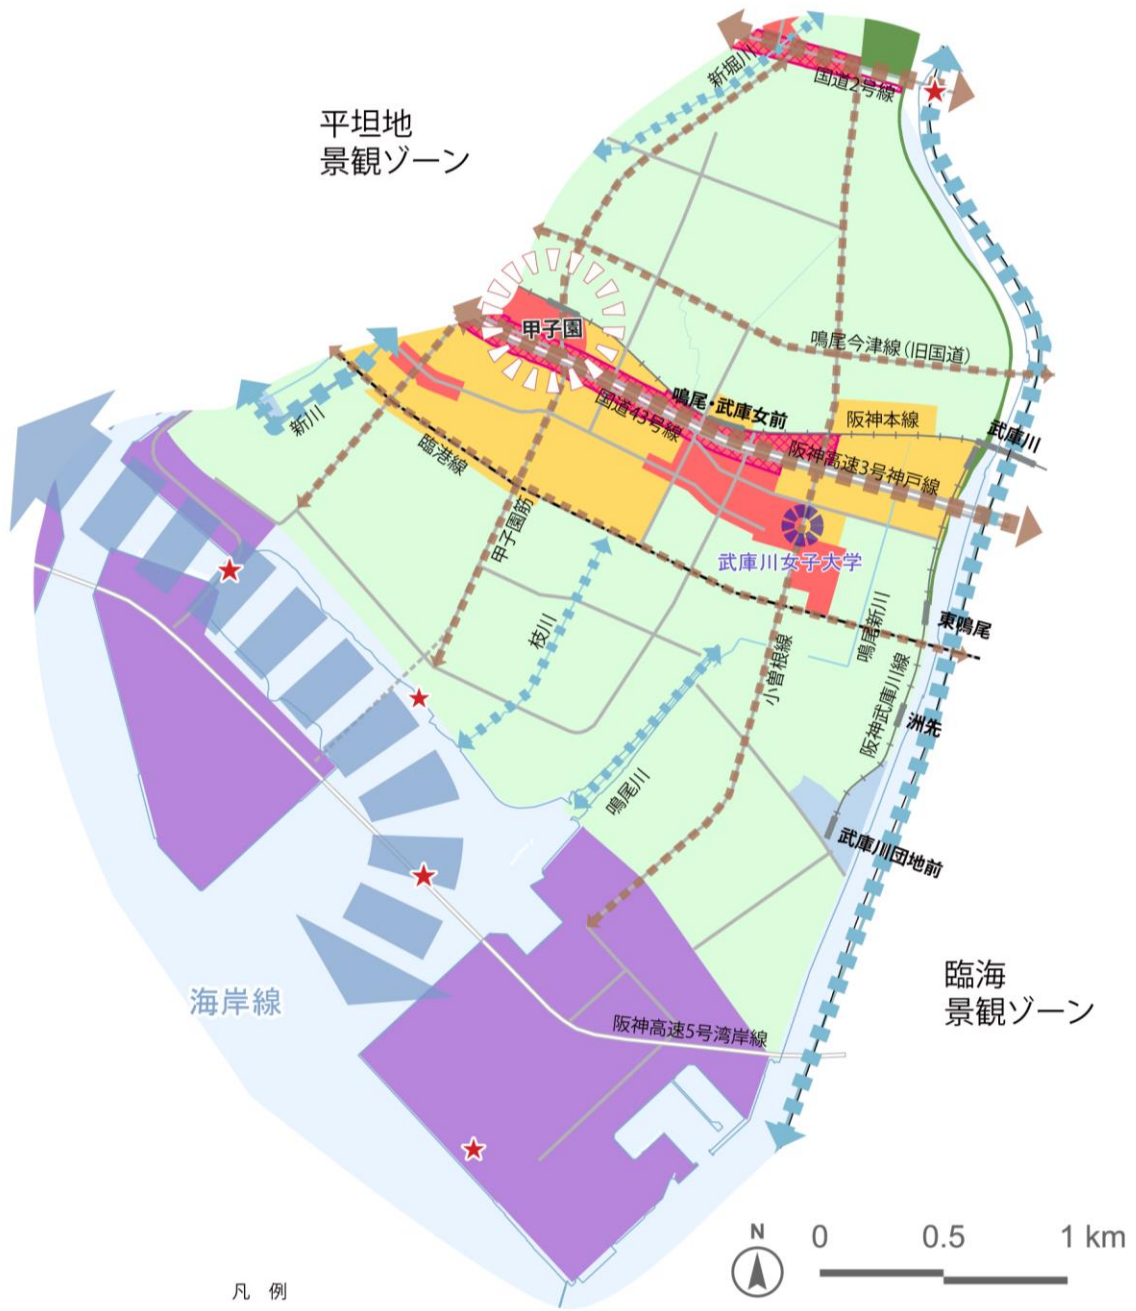 新堀川
国道2号線
平坦地
景観ゾーン
甲子園
鳴尾今津線(旧国道)
鳴尾・武庫女前
国道43号線
阪神本線
武庫川
新川
臨港線
阪神高速3号神戸線
甲子園筋
武庫川女子大学
枝川
鳴尾新川
東鳴尾
小曽根線
阪神武庫川線
洲先
鳴尾川
武庫川団地前
臨海
景観ゾーン
海岸線
阪神高速5号湾岸線
N
0 0.5 1 km
凡 例